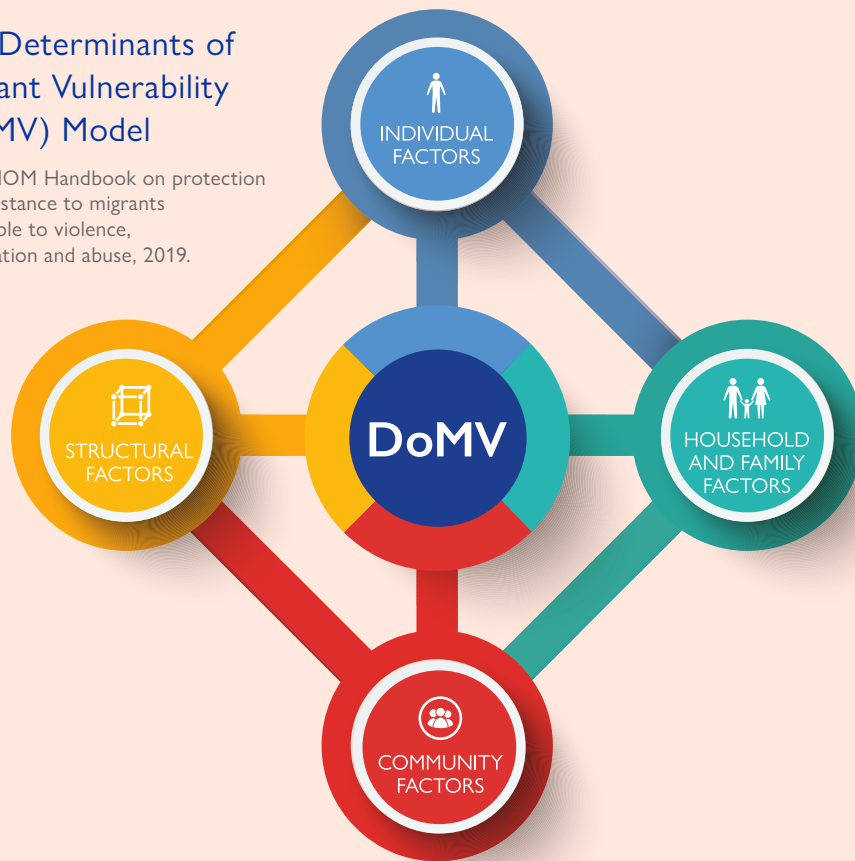 Determinants of
ant Vulnerability
MV) Model
IOM Handbook on protection
istance to migrants
ble to violence,
ation and abuse, 2019.
INDIVIDUAL
FACTORS
STRUCTURAL
FACTORS
DoMV
HOUSEHOLD
AND FAMILY
FACTORS
COMMUNITY
FACTORS